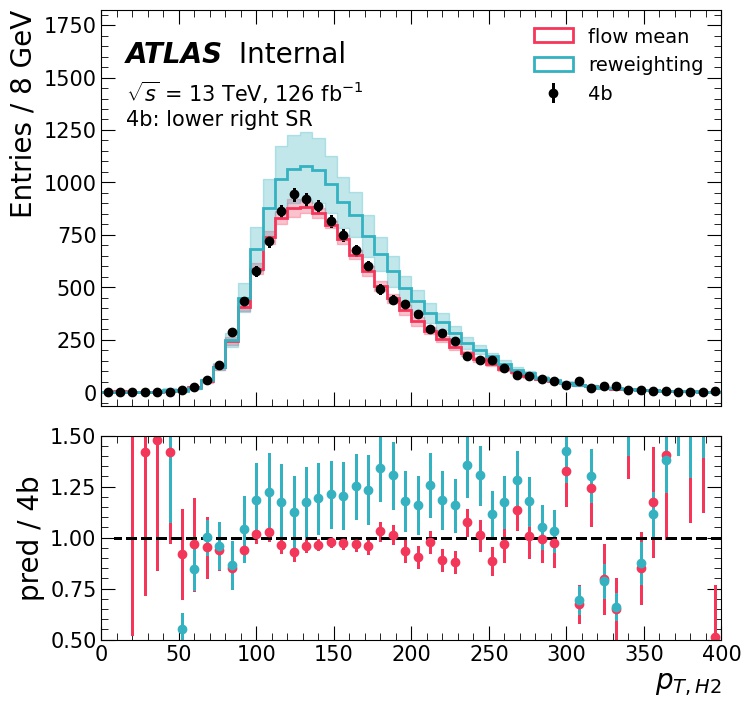 Entries / 8 GeV
1750
1500
1250
1000
750
500
250
0
ATLAS Internal
√s = 13 TeV, 126 fb⁻¹
4b: lower right SR
flow mean
reweighting
4b
pred / 4b
1.50
1.25
1.00
0.75
0.50
0 50 100 150 200 250 300 350 400
p_{T, H2}